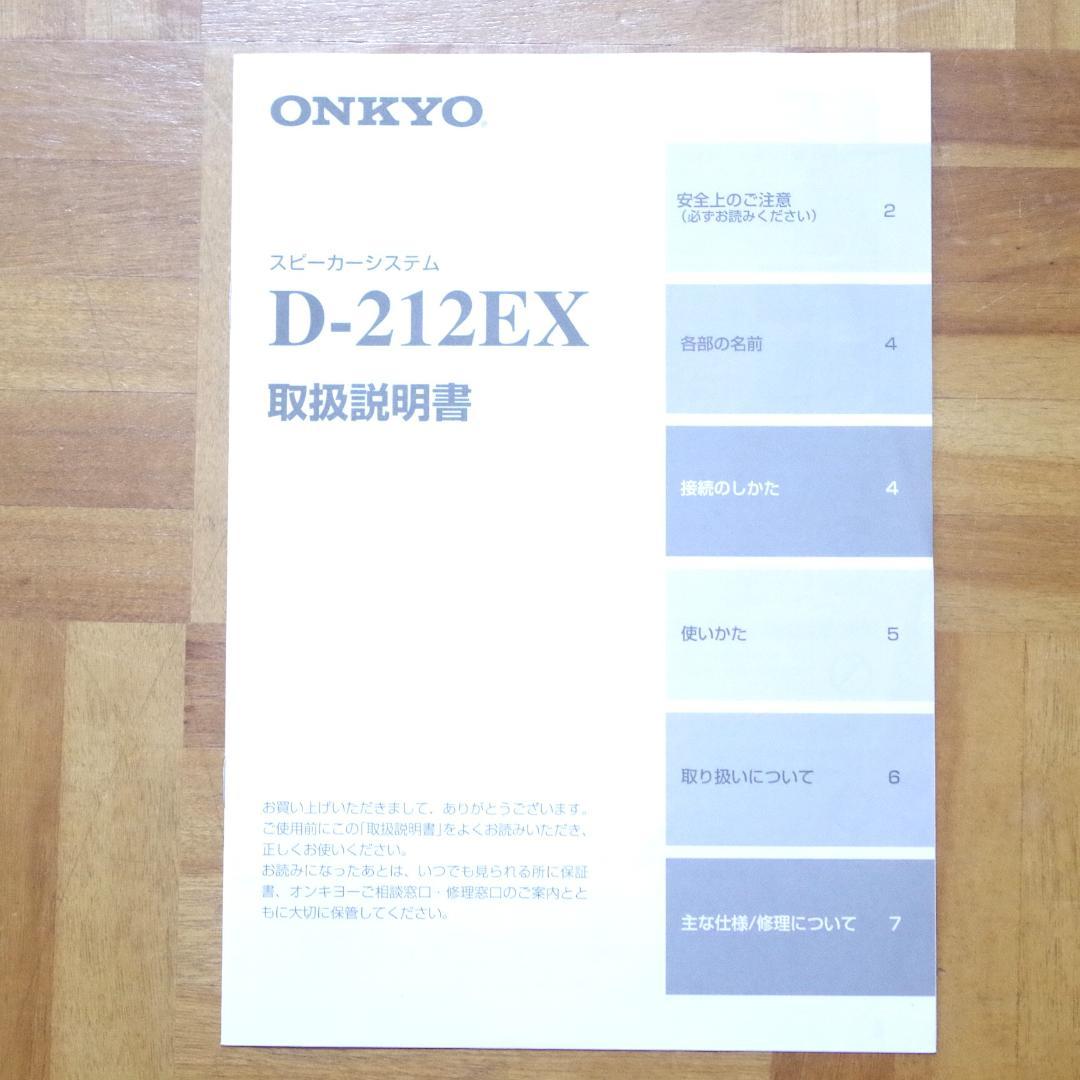 ONKYO
スピーカーシステム
D-212EX
取扱説明書
安全上のご注意
（必ずお読みください） 2
各部の名前 4
接続のしかた 4
使いかた 5
取り扱いについて 6
主な仕様/修理について 7
お買い上げいただきまして、ありがとうございます。
ご使用前にこの「取扱説明書」をよくお読みいただき、
正しくお使いください。
お読みになったあとは、いつでも見られる所に保証
書、オンキヨーご相談窓口・修理窓口のご案内とと
もに大切に保管してください。